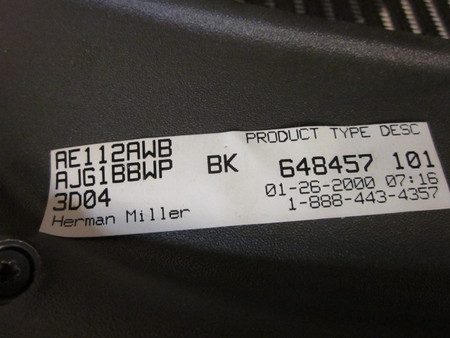 PRODUCT TYPE DESC
AE112AWB
AJG1BBWP BK 648457 101
3D04 01-26-2000 07:16
Herman Miller 1-888-443-4357